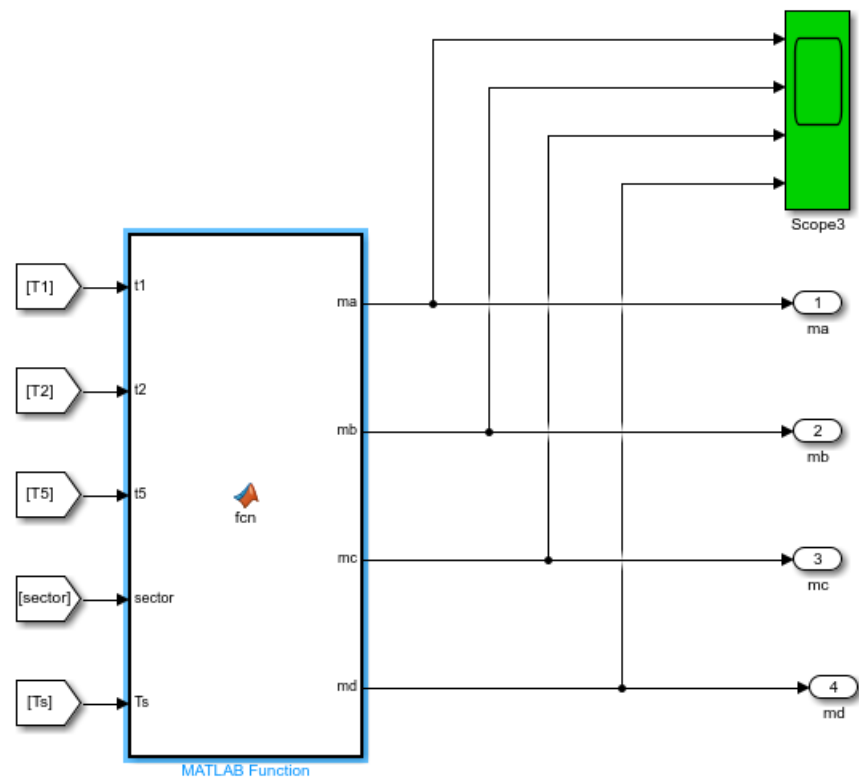 Scope3
[T1]
t1
ma
1
ma
[T2]
t2
mb
2
mb
[T5]
t5
fcn
mc
3
mc
[sector]
sector
md
4
md
[Ts]
Ts
MATLAB Function